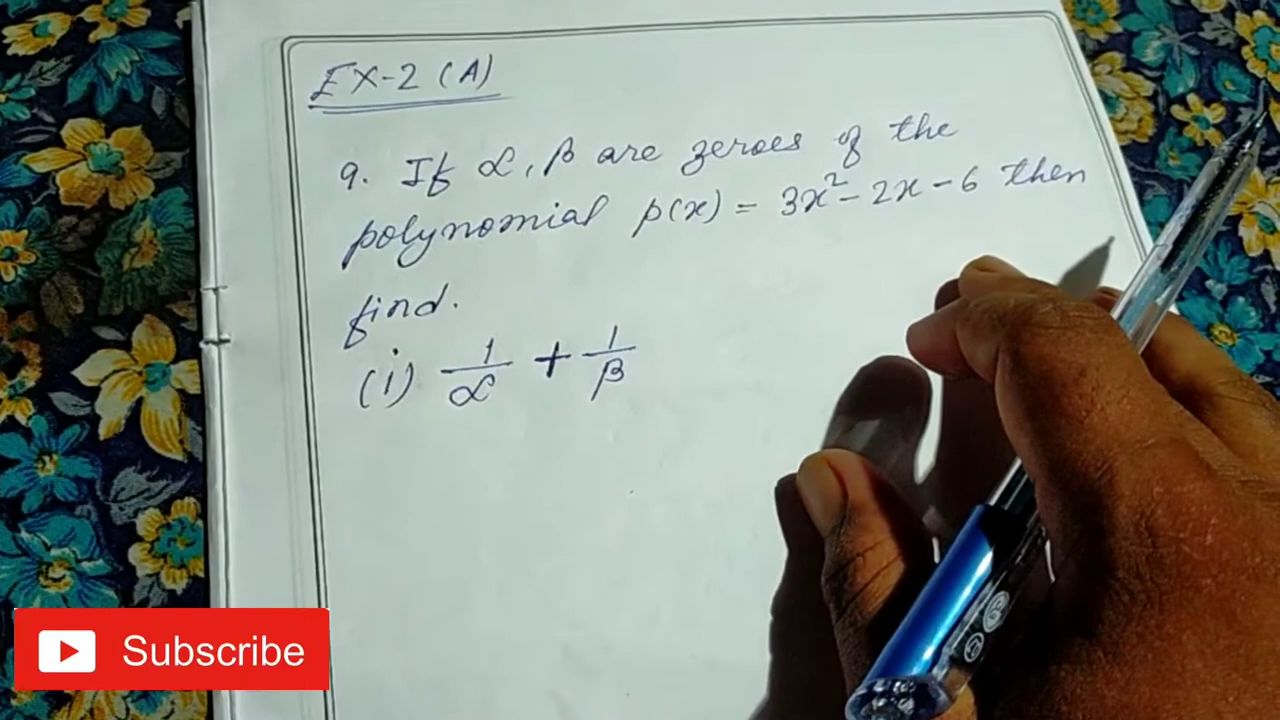 EX-2 (A)
9. If α, β are zeroes of the
polynomial p(x) = 3x² - 2x - 6 then
find.
(i) 1/α + 1/β
Subscribe